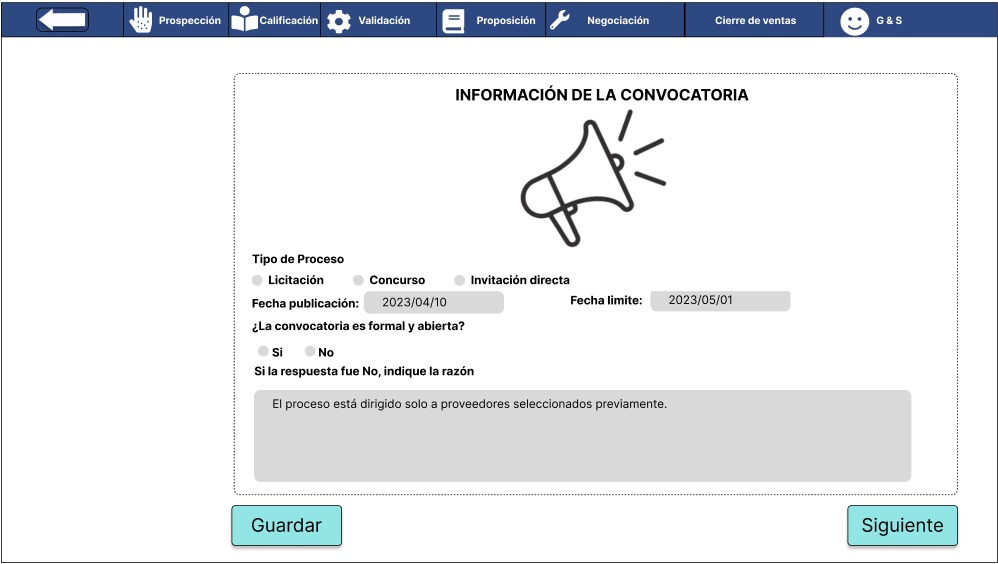 Prospección
Calificación
Validación
Proposición
Negociación
Cierre de ventas
G & S
INFORMACIÓN DE LA CONVOCATORIA
Tipo de Proceso
Licitación
Concurso
Invitación directa
Fecha publicación: 2023/04/10
Fecha limite: 2023/05/01
¿La convocatoria es formal y abierta?
Si
No
Si la respuesta fue No, indique la razón
El proceso está dirigido solo a proveedores seleccionados previamente.
Guardar
Siguiente